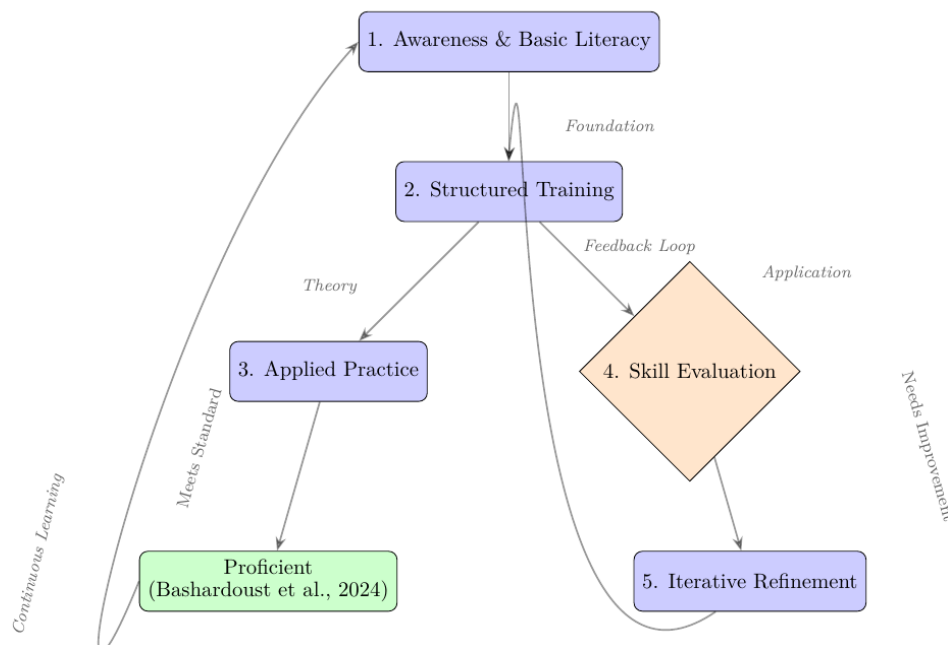 1. Awareness & Basic Literacy
Foundation
2. Structured Training
Feedback Loop
Application
Theory
3. Applied Practice
4. Skill Evaluation
Meets Standard
Needs Improvement
Continuous Learning
Proficient
(Bashardoust et al., 2024)
5. Iterative Refinement